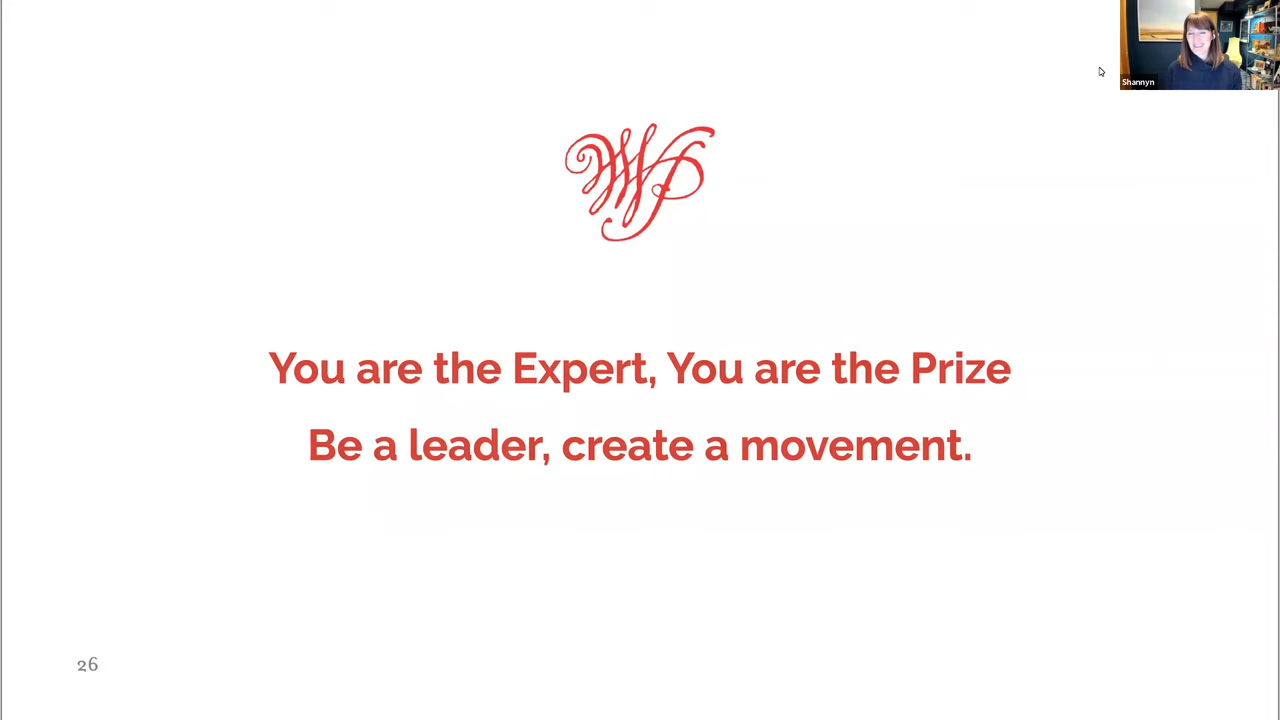 Shannyn
You are the Expert, You are the Prize
Be a leader, create a movement.
26